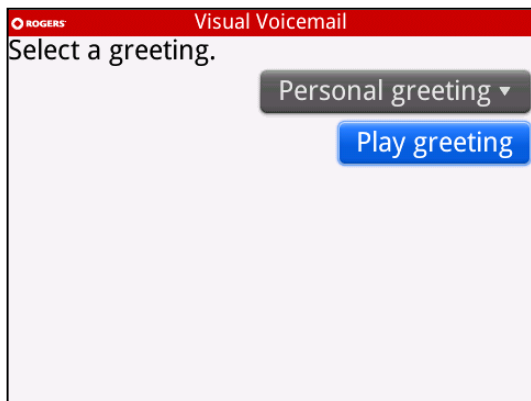 ROGERS
Visual Voicemail
Select a greeting.
Personal greeting
Play greeting